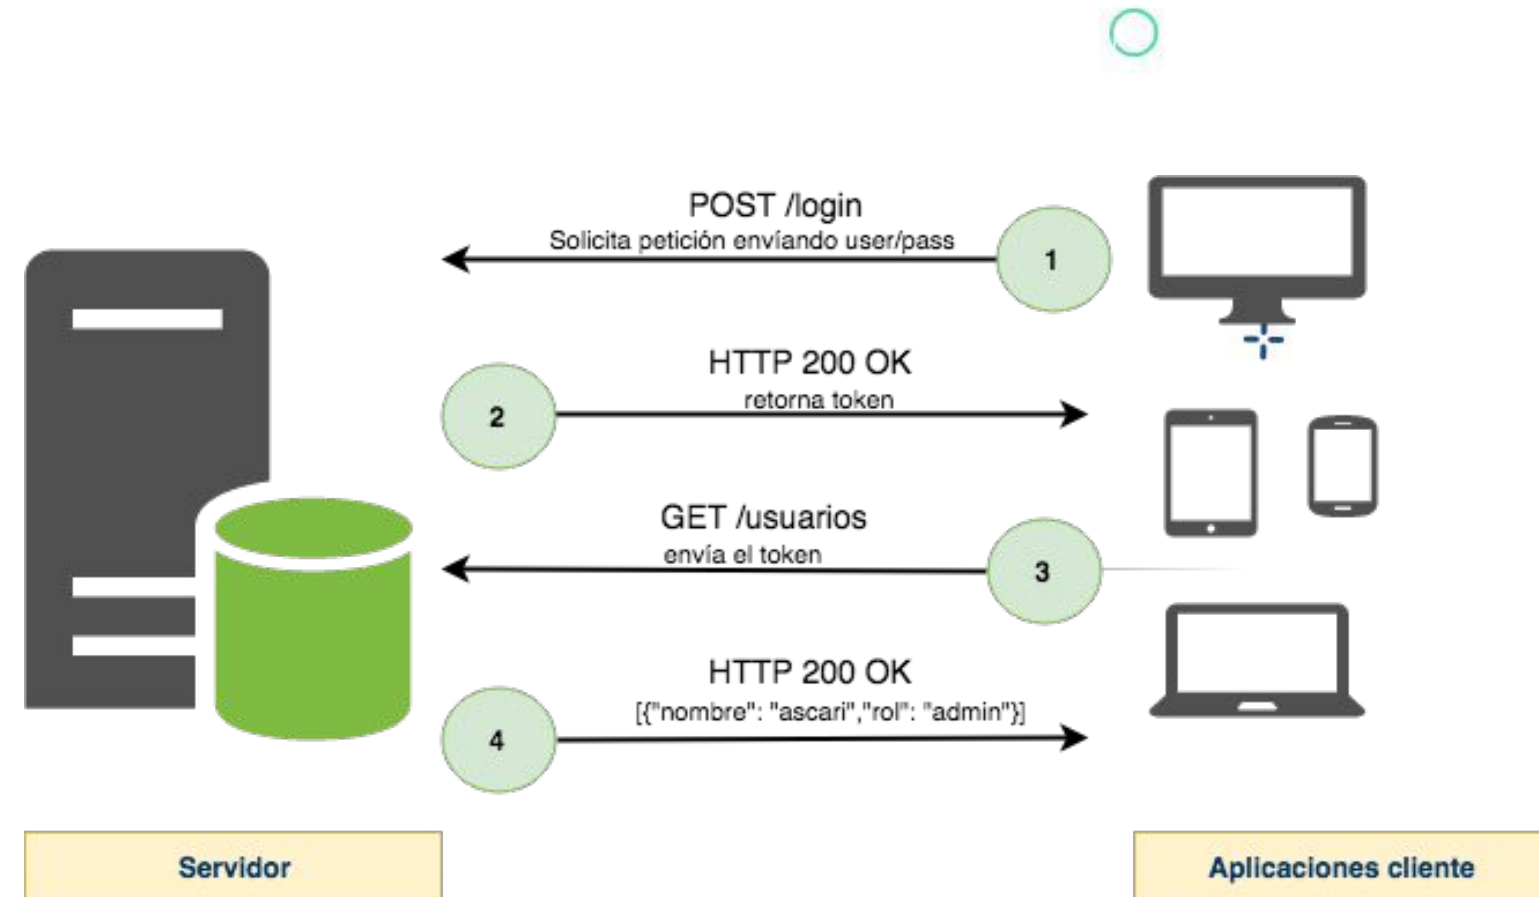 POST /login
Solicita petición envíando user/pass
1
HTTP 200 OK
retorna token
2
GET /usuarios
envía el token
3
HTTP 200 OK
[{"nombre": "ascari","rol": "admin"}]
4
Servidor
Aplicaciones cliente